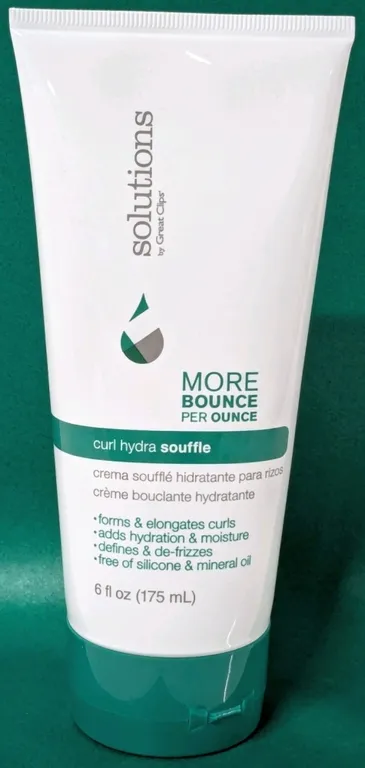 solutions
by Great Clips®
MORE
BOUNCE
PER OUNCE
curl hydra souffle
crema soufflé hidratante para rizos
crème bouclante hydratante
•forms & elongates curls
•adds hydration & moisture
•defines & de-frizzes
•free of silicone & mineral oil
6 fl oz (175 mL)